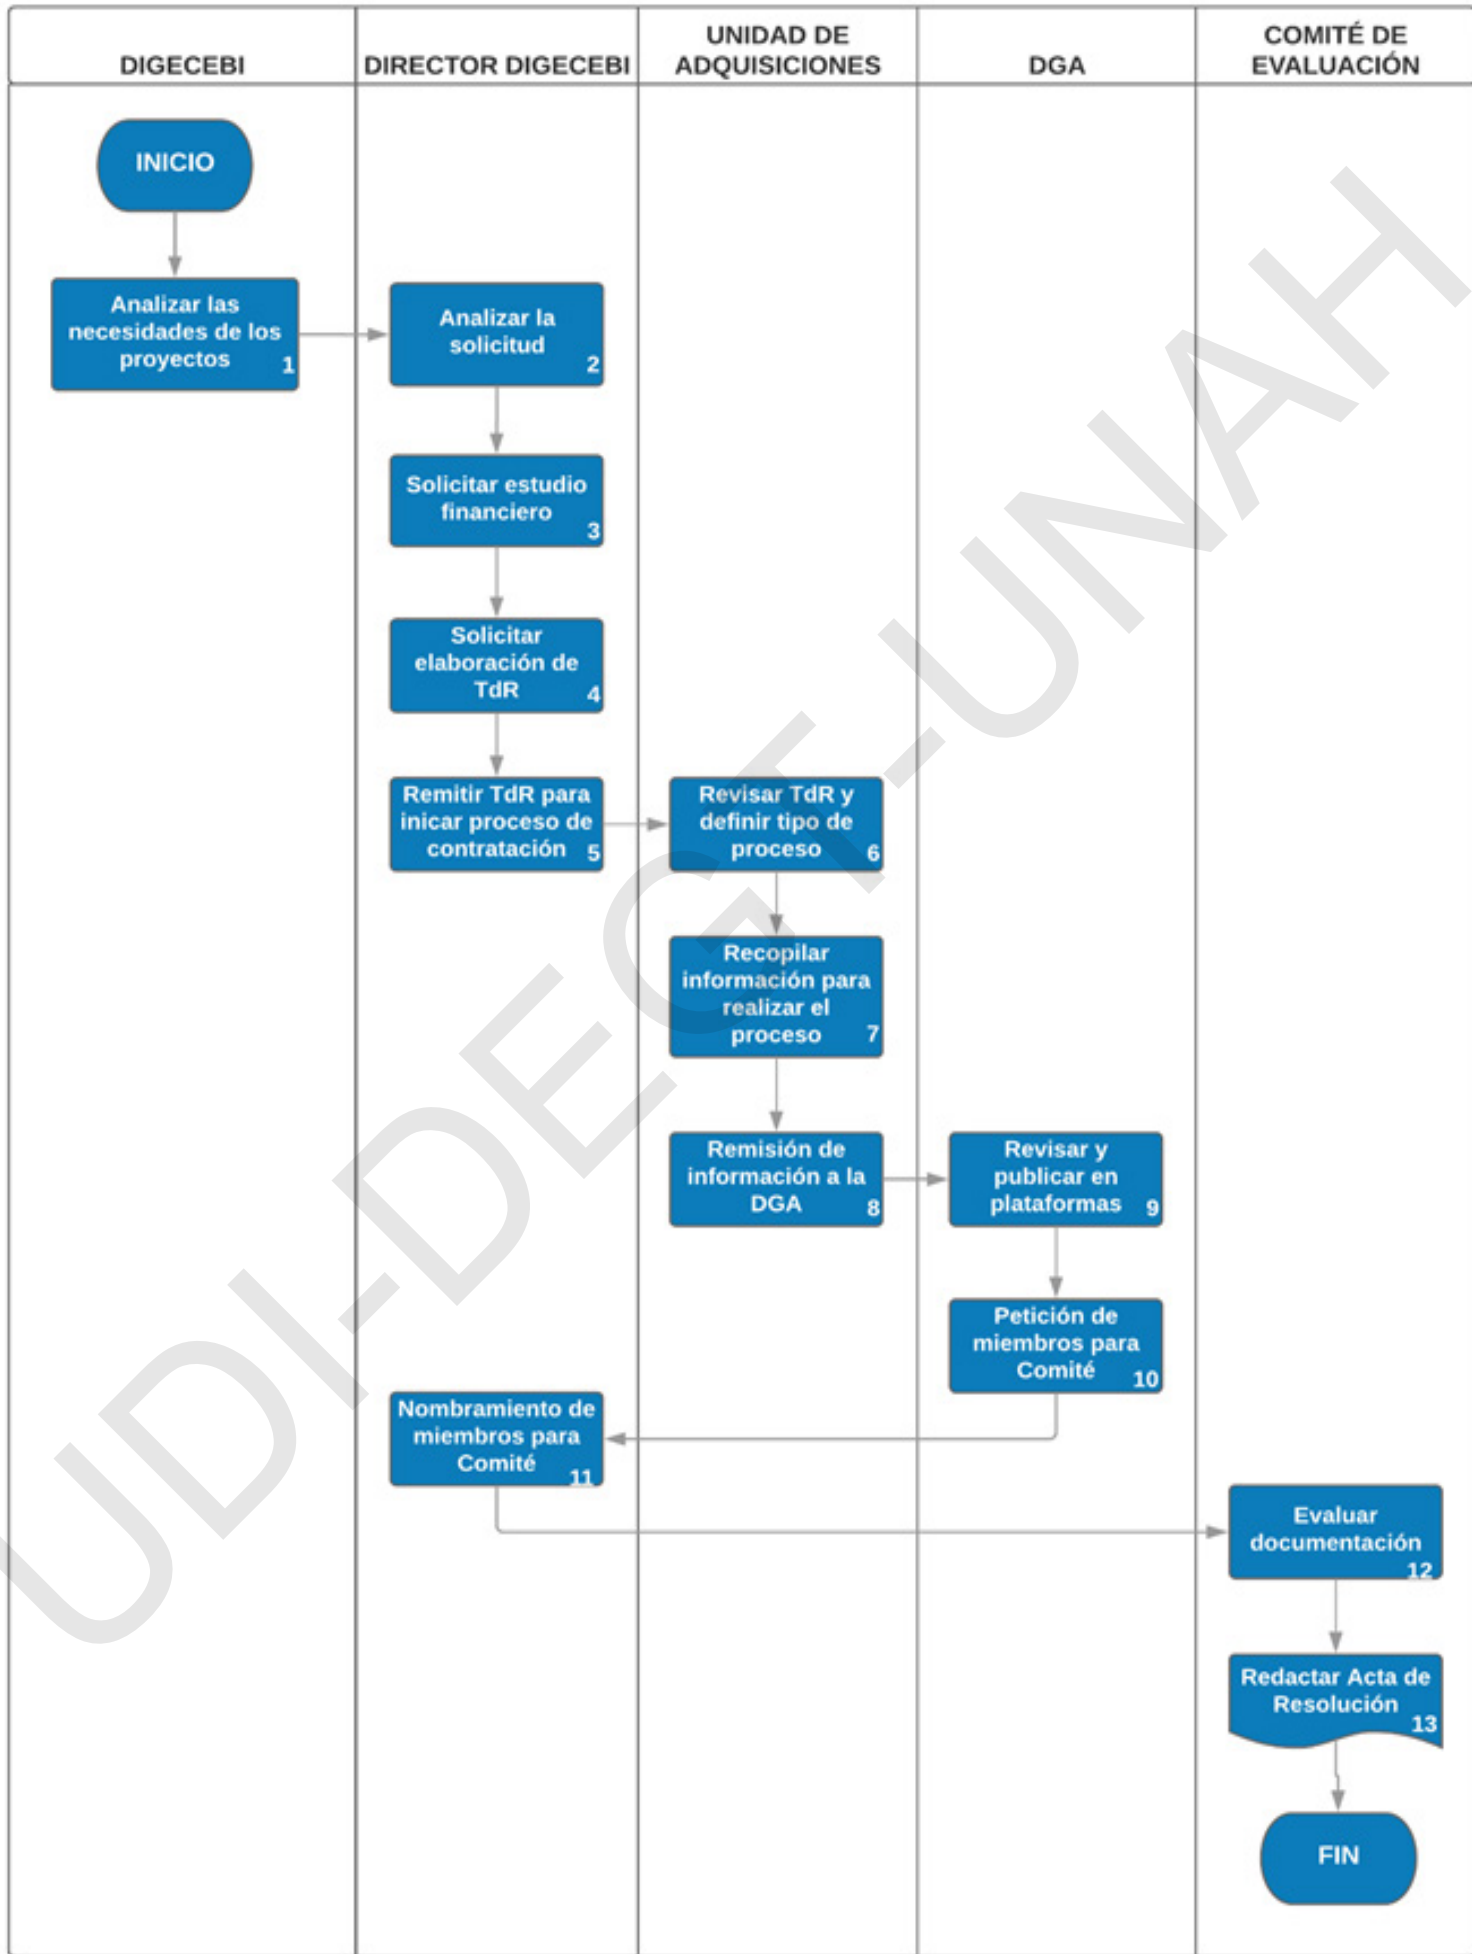 DIGECEBI
DIRECTOR DIGECEBI
UNIDAD DE
ADQUISICIONES
DGA
COMITÉ DE
EVALUACIÓN
INICIO
Analizar las
necesidades de los
proyectos
1
Analizar la
solicitud
2
Solicitar estudio
financiero
3
Solicitar
elaboración de
TdR
4
Remitir TdR para
inicar proceso de
contratación
5
Revisar TdR y
definir tipo de
proceso
6
Recopilar
información para
realizar el
proceso
7
Remisión de
información a la
DGA
8
Revisar y
publicar en
plataformas
9
Petición de
miembros para
Comité
10
Nombramiento de
miembros para
Comité
11
Evaluar
documentación
12
Redactar Acta de
Resolución
13
FIN
UDI-DEGT-UNAH